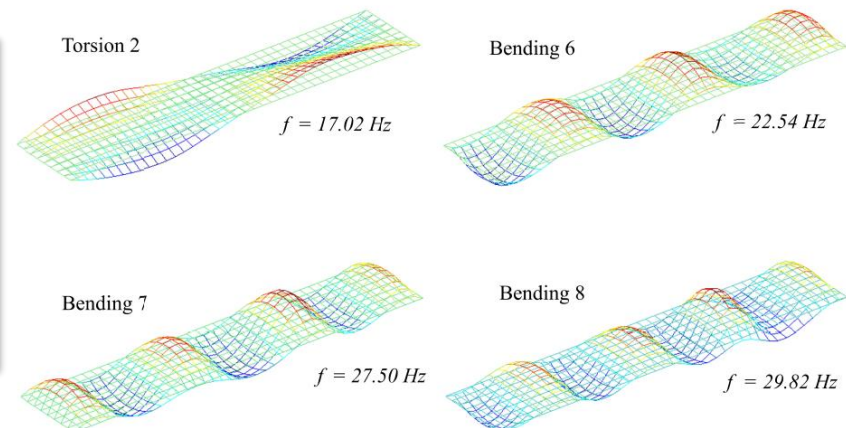 Torsion 2
f = 17.02 Hz
Bending 6
f = 22.54 Hz
Bending 7
f = 27.50 Hz
Bending 8
f = 29.82 Hz